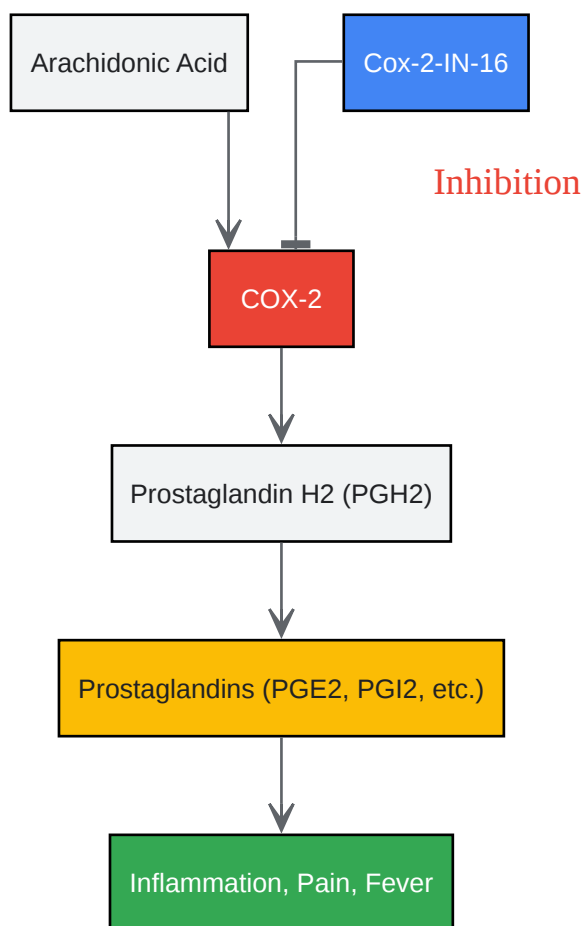 Arachidonic Acid
Cox-2-IN-16
Inhibition
COX-2
Prostaglandin H2 (PGH2)
Prostaglandins (PGE2, PGI2, etc.)
Inflammation, Pain, Fever